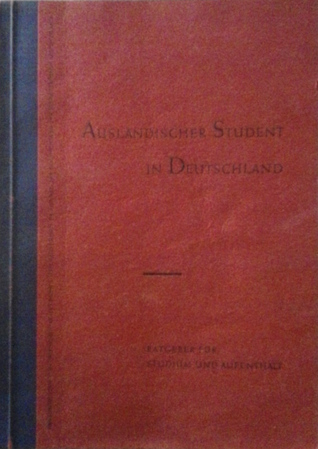 AUSLÄNDISCHER STUDENT
IN DEUTSCHLAND
RATGEBER FÜR
STUDIUM UND AUFENTHALT